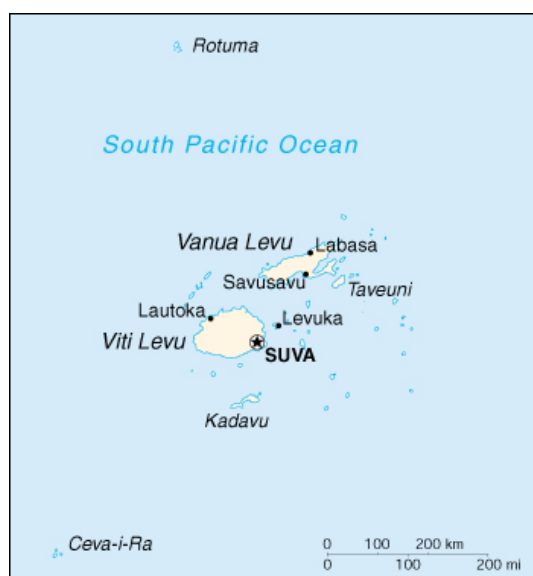 Rotuma
South Pacific Ocean
Vanua Levu
Labasa
Savusavu
Taveuni
Lautoka
Levuka
Viti Levu
SUVA
Kadavu
Ceva-i-Ra
0 100 200 km
0 100 200 mi